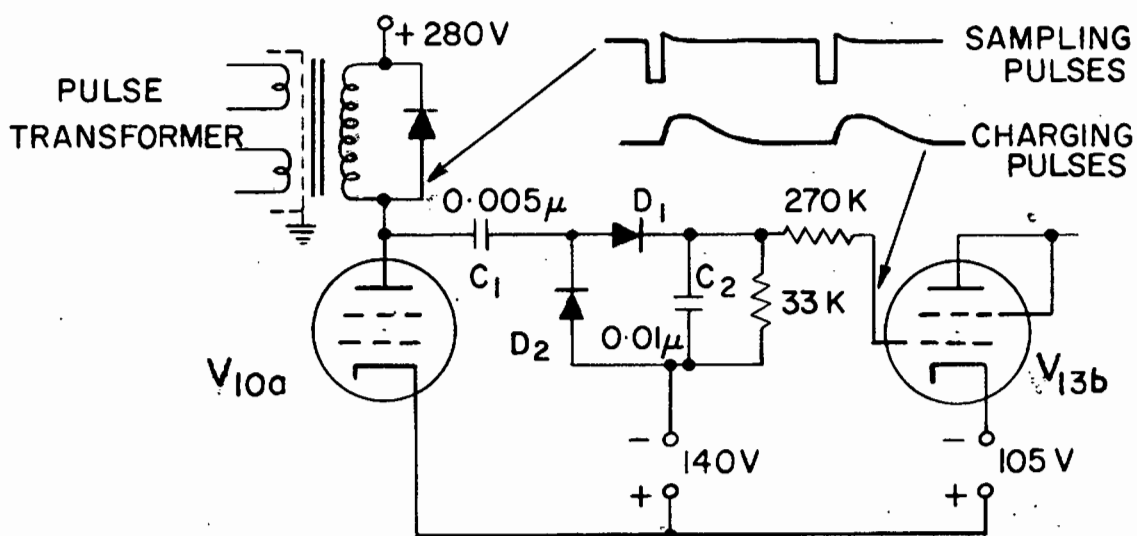 + 280V
SAMPLING
PULSES
PULSE
TRANSFORMER
CHARGING
PULSES
0·005μ
D1
270 K
C1
C2
33 K
D2
0·01μ
V10a
V13b
−
140V
+
−
105 V
+